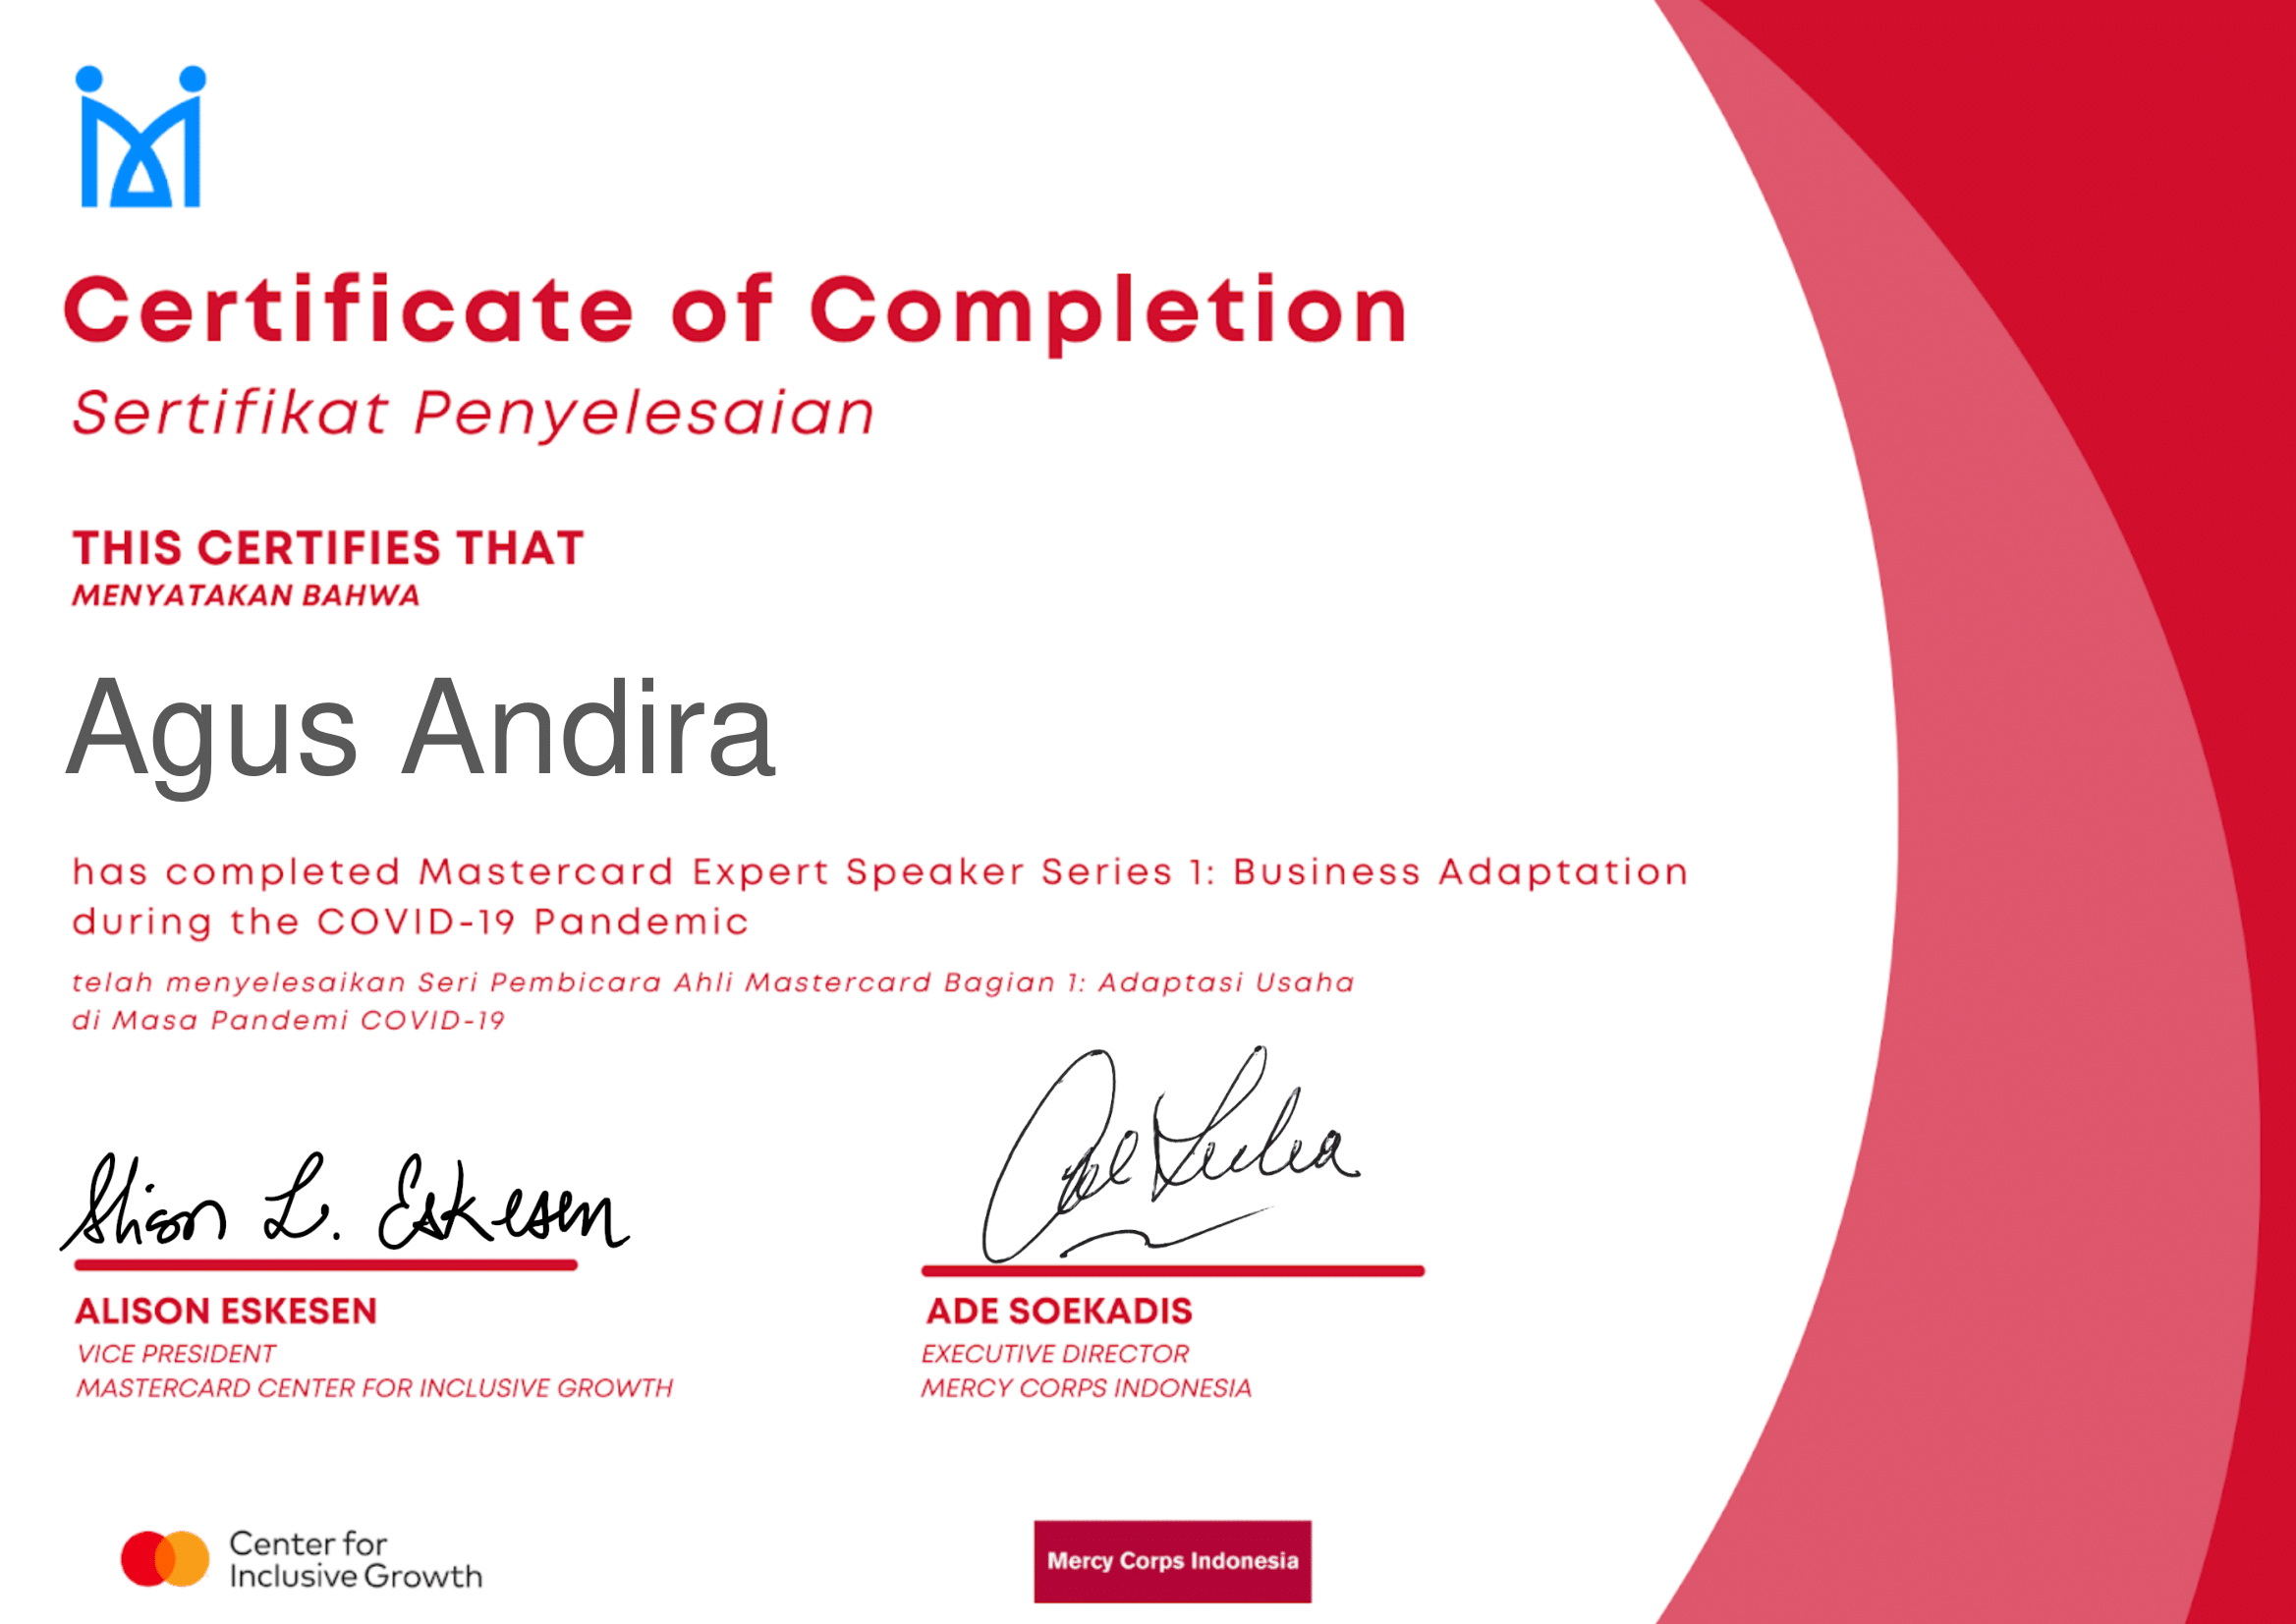 Certificate of Completion
Sertifikat Penyelesaian
THIS CERTIFIES THAT
MENYATAKAN BAHWA
Agus Andira
has completed Mastercard Expert Speaker Series 1: Business Adaptation
during the COVID-19 Pandemic
telah menyelesaikan Seri Pembicara Ahli Mastercard Bagian 1: Adaptasi Usaha
di Masa Pandemi COVID-19
Alison L. Eskesen
ALISON ESKESEN
VICE PRESIDENT
MASTERCARD CENTER FOR INCLUSIVE GROWTH
ADE SOEKADIS
EXECUTIVE DIRECTOR
MERCY CORPS INDONESIA
Center for
Inclusive Growth
Mercy Corps Indonesia